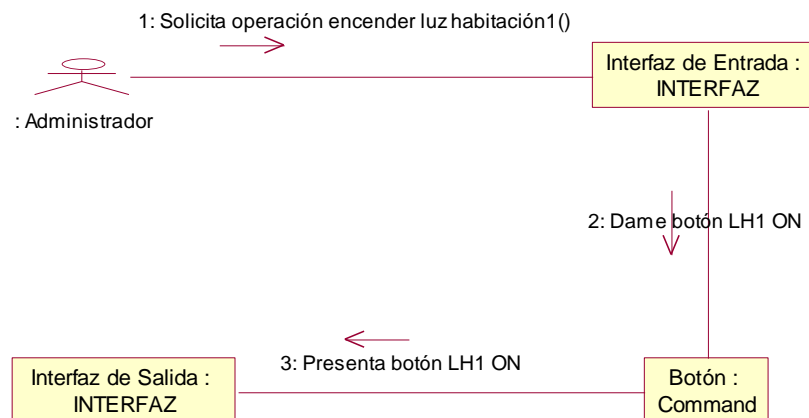 1: Solicita operación encender luz habitación1()
Interfaz de Entrada :
INTERFAZ
: Administrador
2: Dame botón LH1 ON
3: Presenta botón LH1 ON
Interfaz de Salida :
INTERFAZ
Botón :
Command